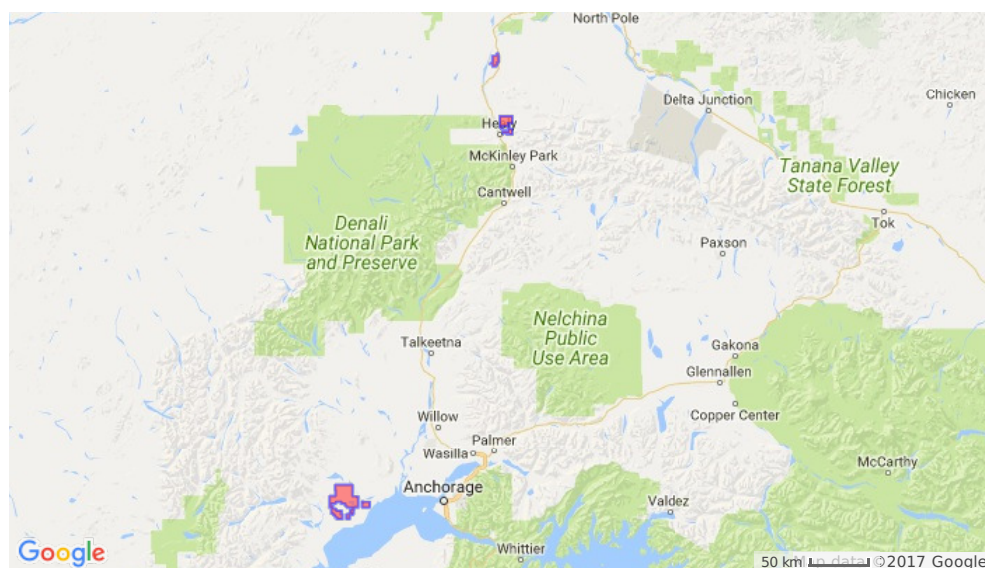 North Pole
Chicken
Delta Junction
Healy
McKinley Park
Tanana Valley
State Forest
Cantwell
Denali
National Park
and Preserve
Tok
Paxson
Nelchina
Public
Use Area
Talkeetna
Gakona
Glennallen
Copper Center
Willow
Palmer
Wasilla
McCarthy
Anchorage
Valdez
Whittier
Google
50 km Map data ©2017 Google